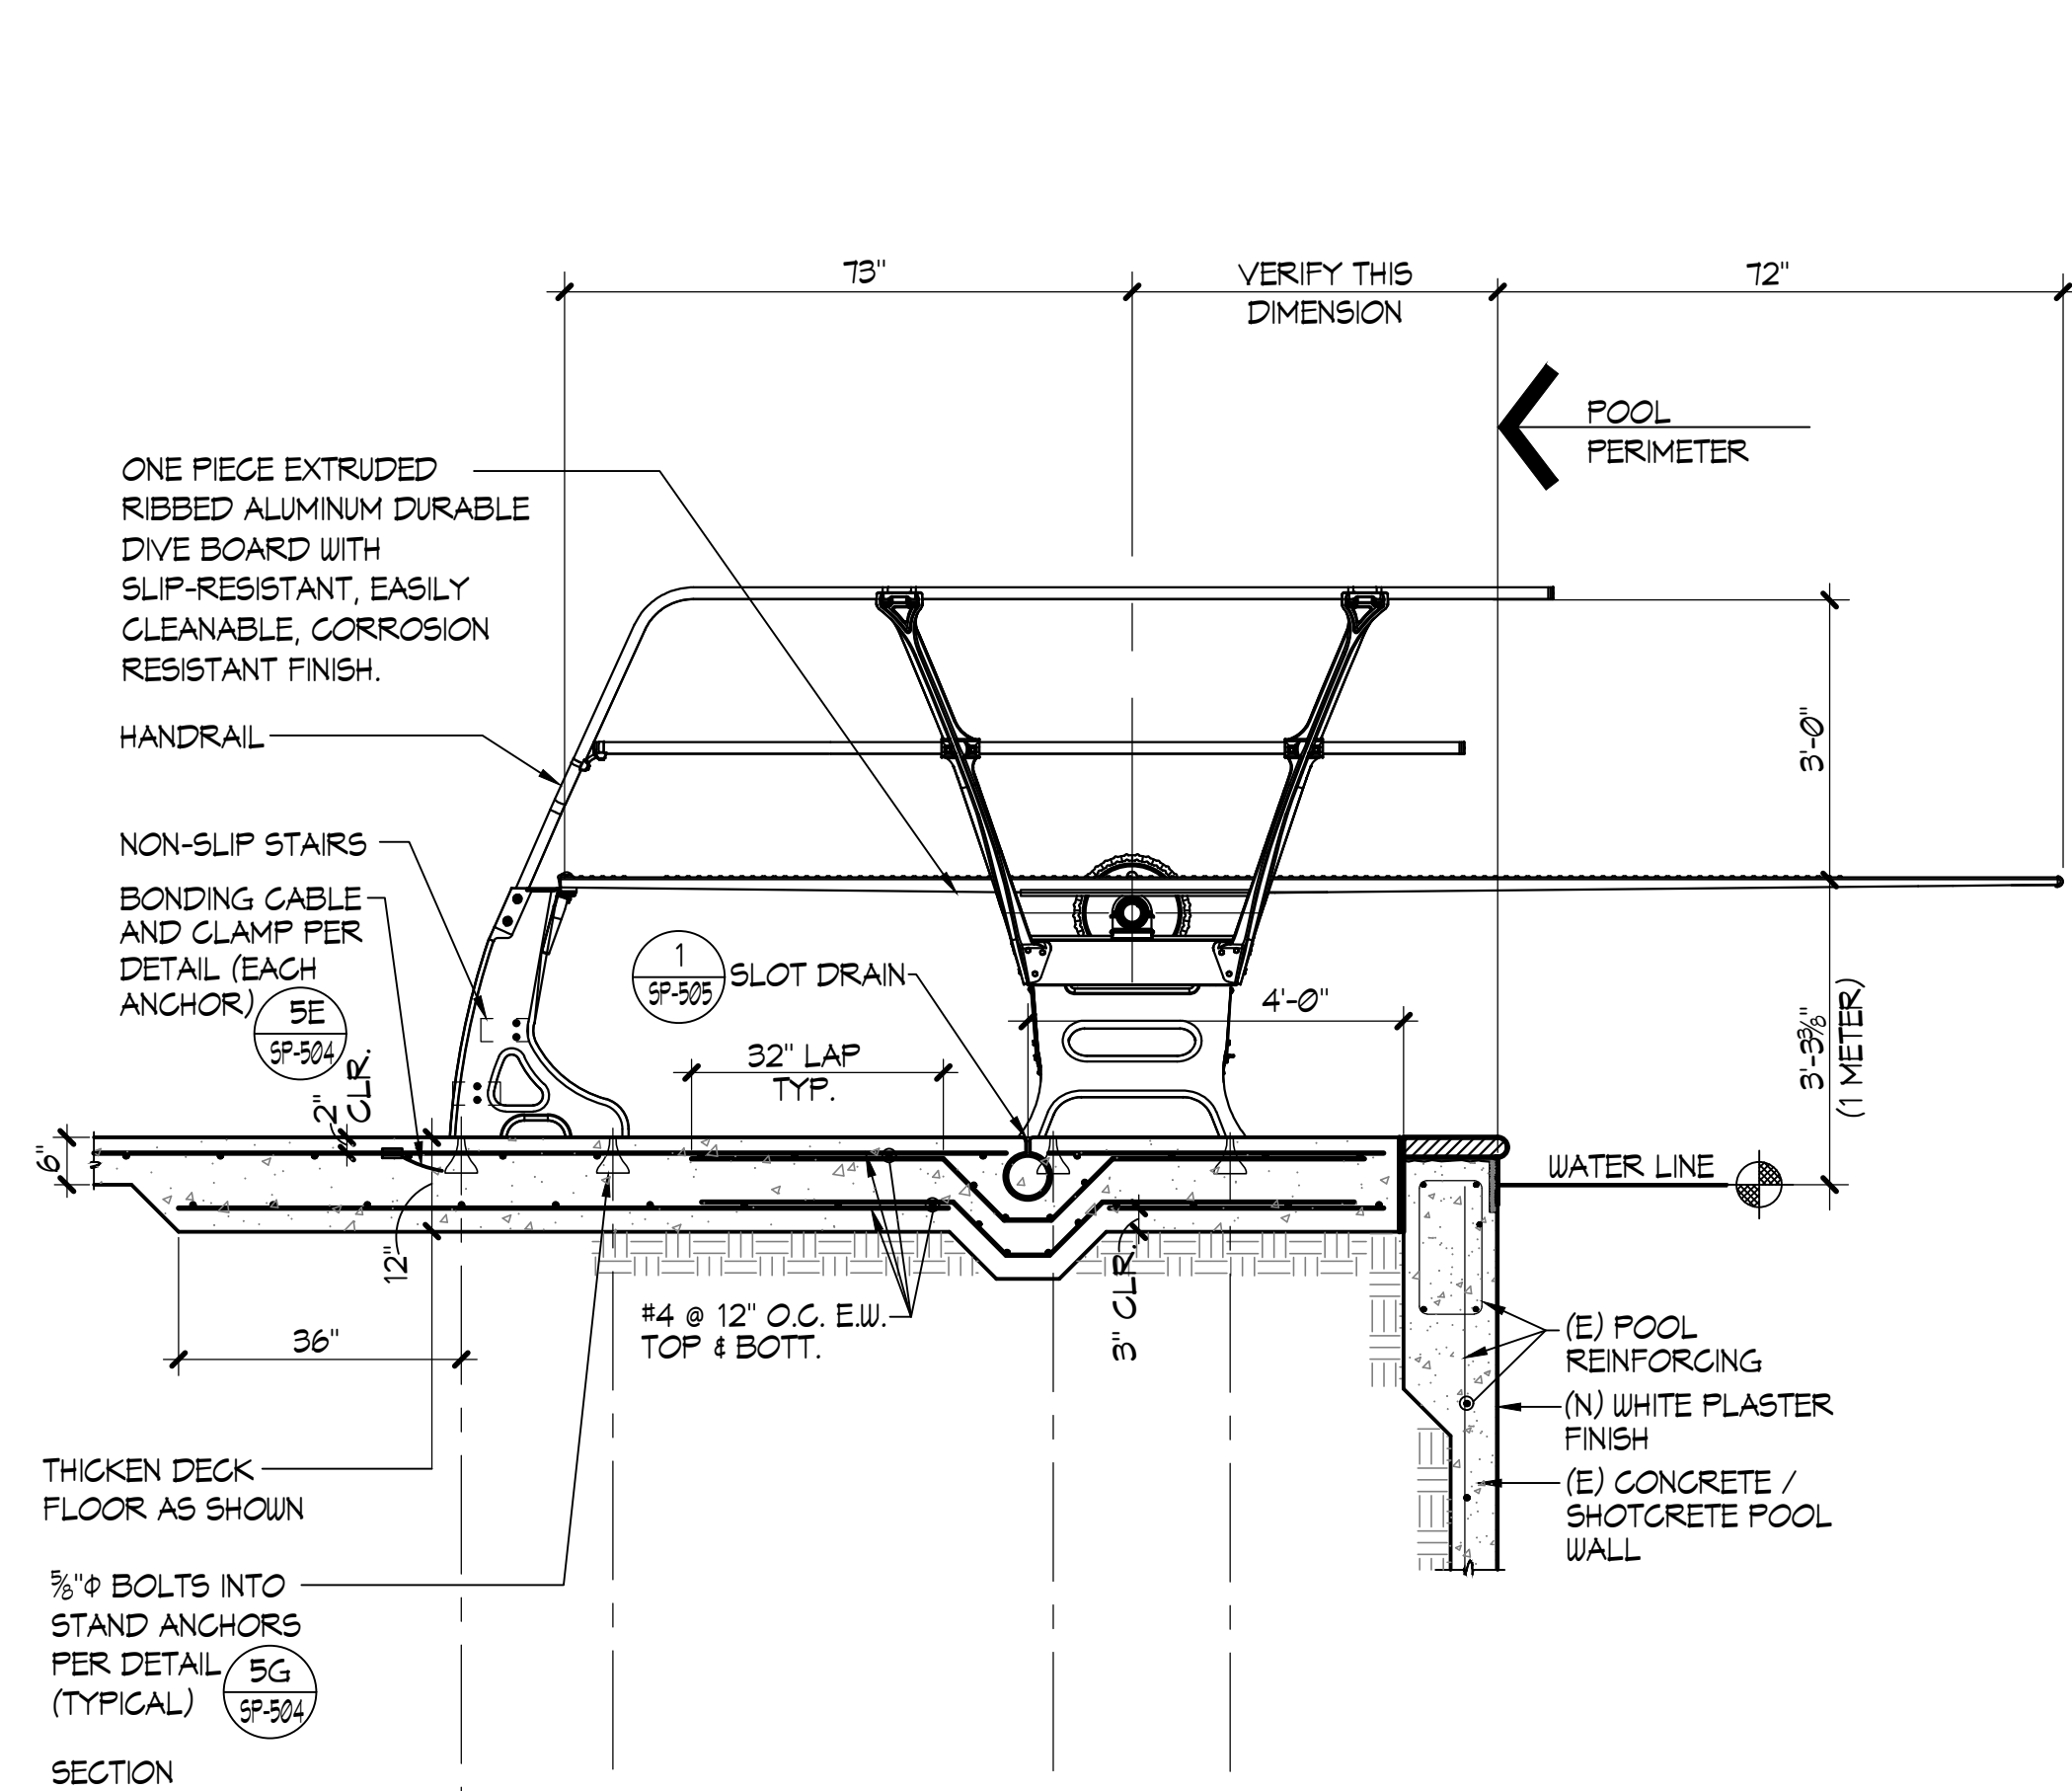 73"
VERIFY THIS
DIMENSION
72"
POOL
PERIMETER
ONE PIECE EXTRUDED
RIBBED ALUMINUM DURABLE
DIVE BOARD WITH
SLIP-RESISTANT, EASILY
CLEANABLE, CORROSION
RESISTANT FINISH.
HANDRAIL
3'-0"
NON-SLIP STAIRS
BONDING CABLE
AND CLAMP PER
DETAIL (EACH
ANCHOR)
5E
SP-504
1
SP-505
SLOT DRAIN
4'-0"
3'-3⅜"
(1 METER)
32" LAP
TYP.
2"
CLR.
6"
WATER LINE
12"
#4 @ 12" O.C. E.W.
TOP & BOTT.
3" CLR.
36"
(E) POOL
REINFORCING
(N) WHITE PLASTER
FINISH
(E) CONCRETE /
SHOTCRETE POOL
WALL
THICKEN DECK
FLOOR AS SHOWN
⅝"Φ BOLTS INTO
STAND ANCHORS
PER DETAIL
(TYPICAL)
5G
SP-504
SECTION